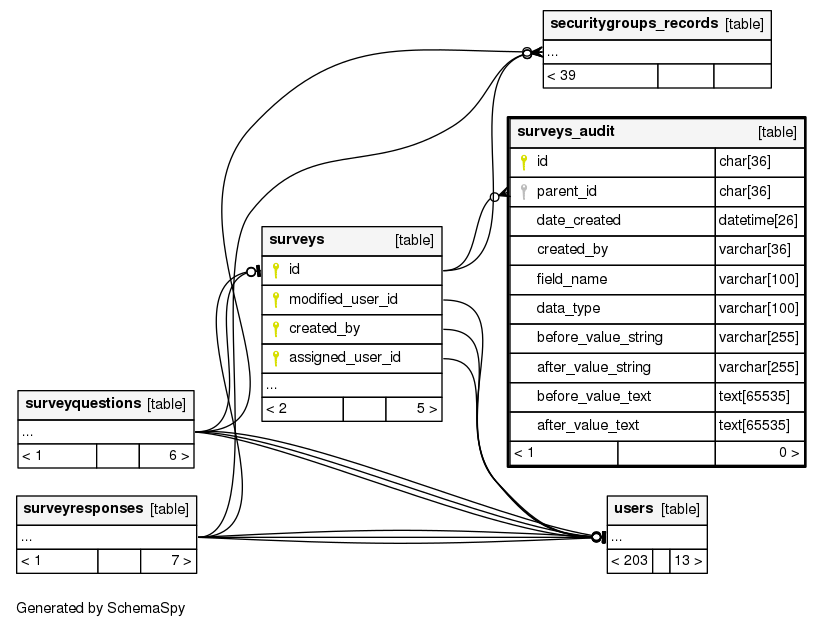 securitygroups_records [table]
...
< 39
surveys_audit [table]
id char[36]
parent_id char[36]
date_created datetime[26]
created_by varchar[36]
field_name varchar[100]
data_type varchar[100]
before_value_string varchar[255]
after_value_string varchar[255]
before_value_text text[65535]
after_value_text text[65535]
< 1 0 >
surveys [table]
id
modified_user_id
created_by
assigned_user_id
...
< 2 5 >
surveyquestions [table]
...
< 1 6 >
surveyresponses [table]
...
< 1 7 >
users [table]
...
< 203 13 >
Generated by SchemaSpy